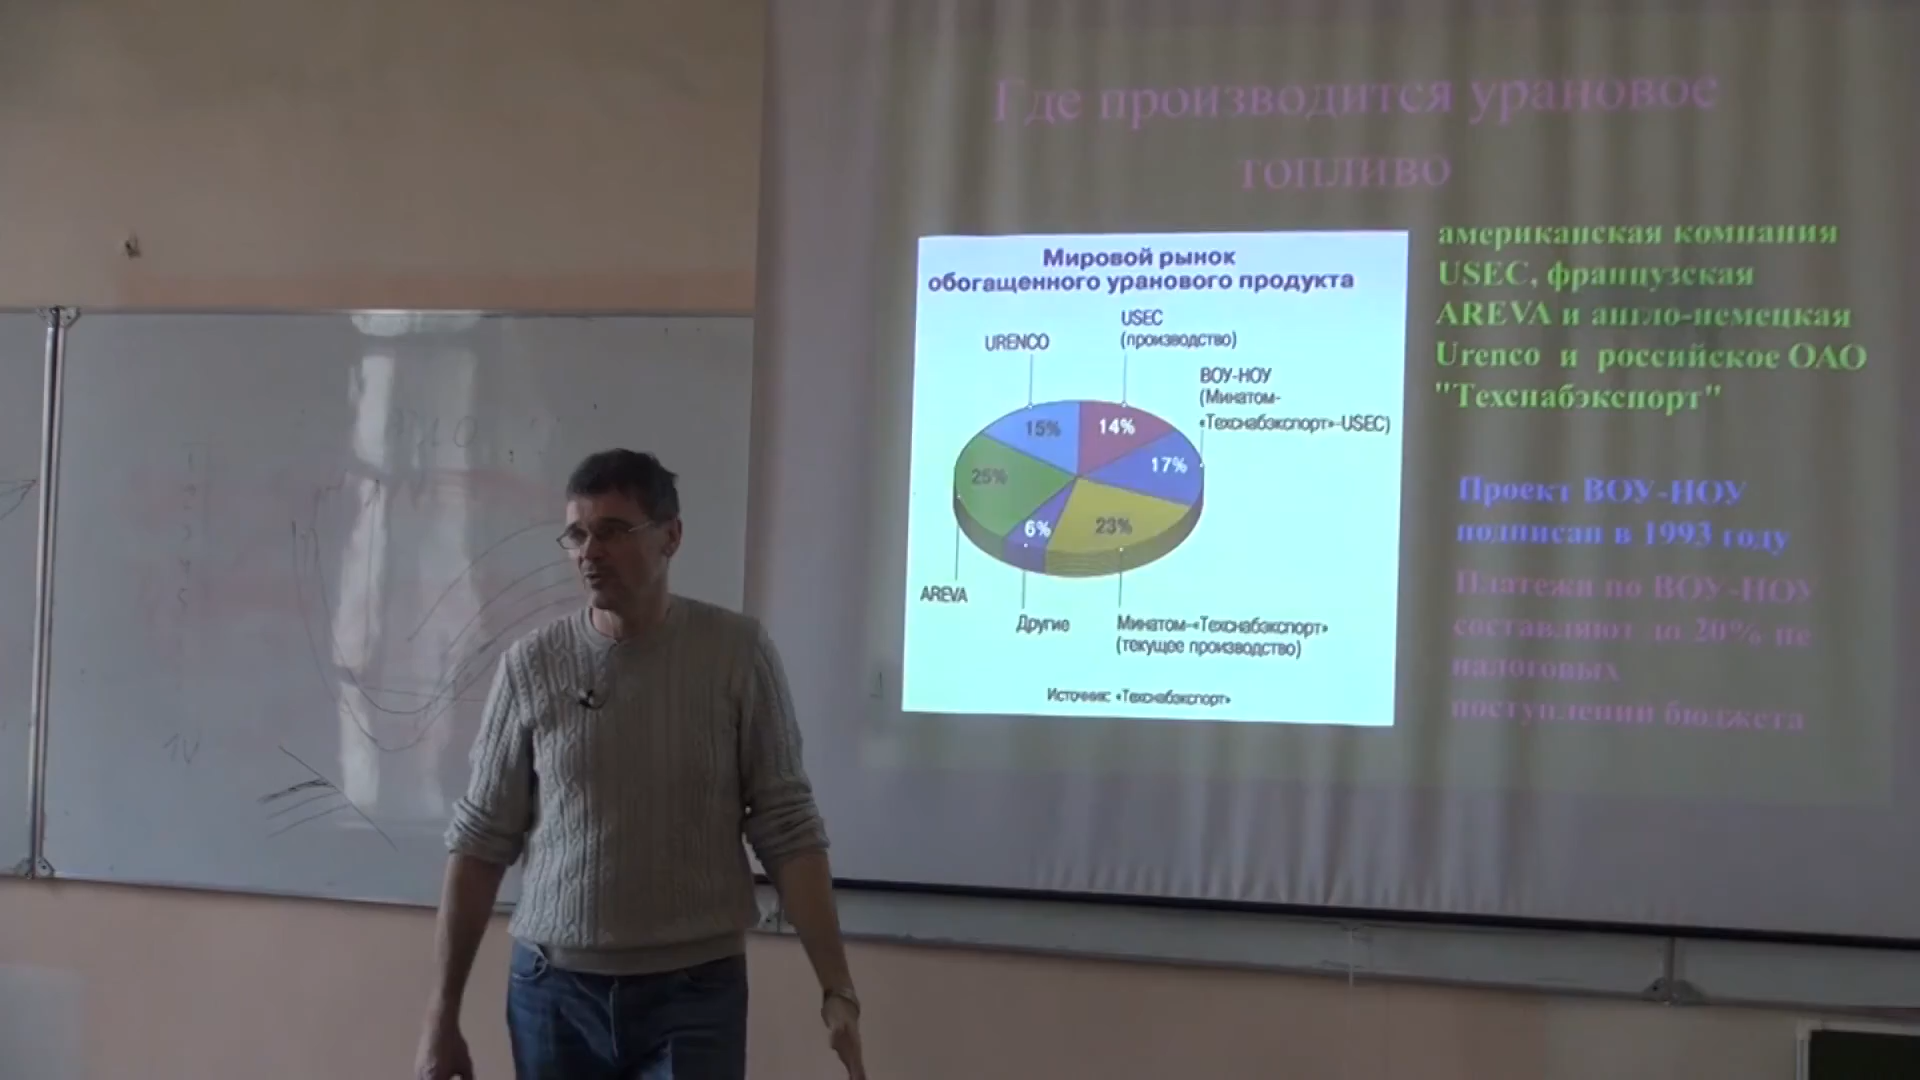 Где производится урановое
топливо
Мировой рынок
обогащенного уранового продукта
USEC
(производство)
URENCO
ВОУ-НОУ
(Минатом-
«Техснабэкспорт»-USEC)
15%
14%
17%
25%
6%
23%
AREVA
Другие
Минатом-«Техснабэкспорт»
(текущее производство)
Источник: «Техснабэкспорт»
американская компания
USEC, французская
AREVA и англо-немецкая
Urenco и российское ОАО
"Техснабэкспорт"
Проект ВОУ-НОУ
подписан в 1993 году
Платежи по ВОУ-НОУ
составляют до 20% не
налоговых
поступлений бюджета